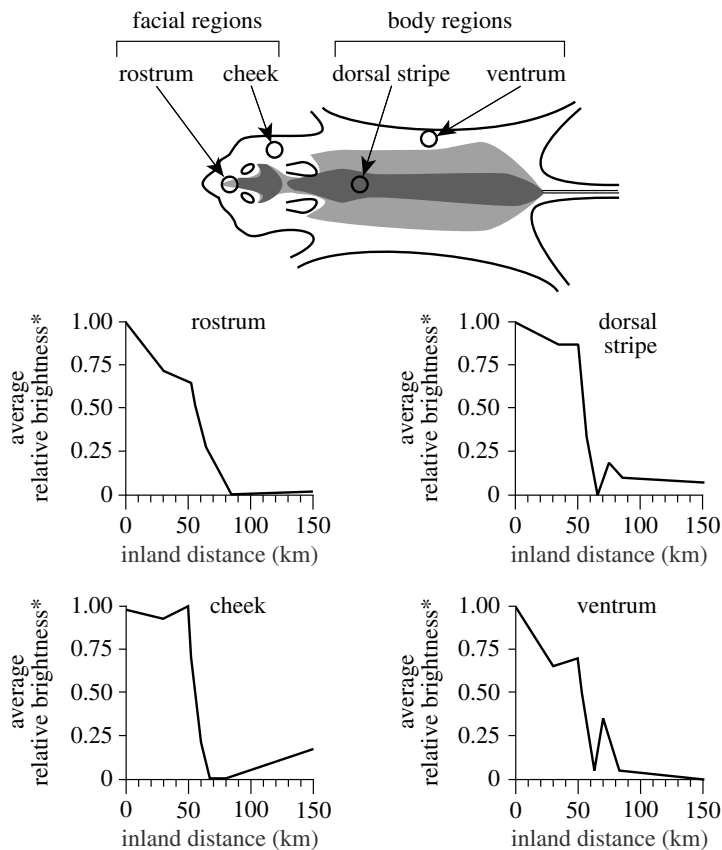 facial regions
body regions
rostrum
cheek
dorsal stripe
ventrum
rostrum
average
relative brightness*
1.00
0.75
0.50
0.25
0
0
50
100
150
inland distance (km)
dorsal
stripe
average
relative brightness*
1.00
0.75
0.50
0.25
0
0
50
100
150
inland distance (km)
cheek
average
relative brightness*
1.00
0.75
0.50
0.25
0
0
50
100
150
inland distance (km)
ventrum
average
relative brightness*
1.00
0.75
0.50
0.25
0
0
50
100
150
inland distance (km)